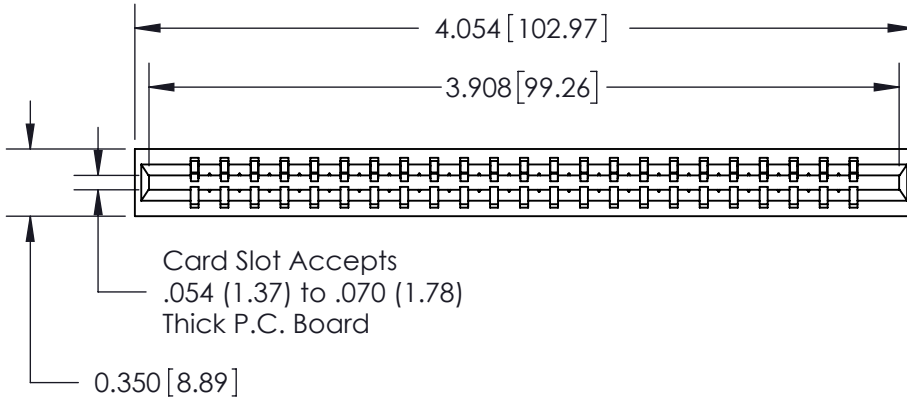 4.054[102.97]
3.908[99.26]
Card Slot Accepts
.054 (1.37) to .070 (1.78)
Thick P.C. Board
0.350[8.89]